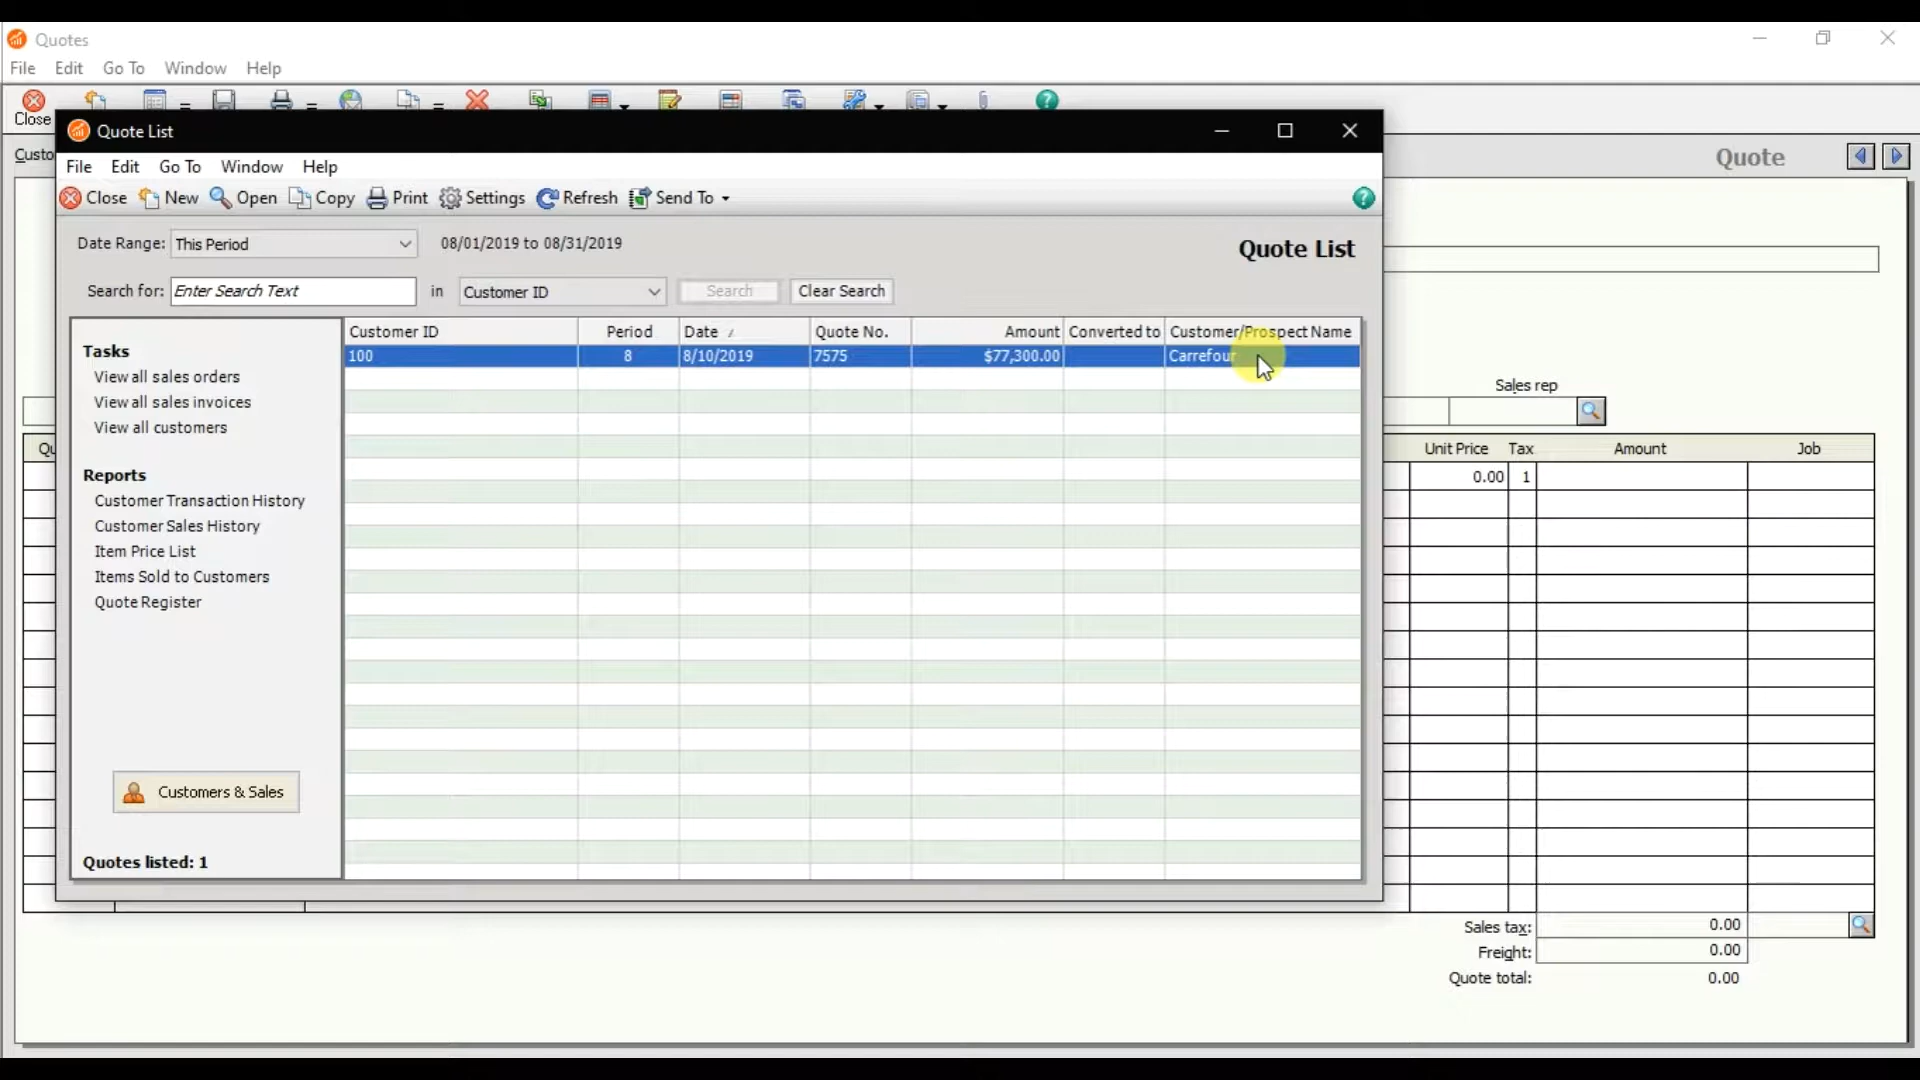 Quotes
File Edit Go To Window Help
Close
Quote List
File Edit Go To Window Help
Close New Open Copy Print Settings Refresh Send To
Custo
Quote
Date Range: This Period 08/01/2019 to 08/31/2019
Quote List
Search for: Enter Search Text in Customer ID Search Clear Search
Customer ID Period Date Quote No. Amount Converted to Customer/Prospect Name
100 8 8/10/2019 7575 $77,300.00 Carrefour
Tasks
View all sales orders
View all sales invoices
View all customers
Reports
Customer Transaction History
Customer Sales History
Item Price List
Items Sold to Customers
Quote Register
Customers & Sales
Quotes listed: 1
Sales rep
Qu
Unit Price Tax Amount Job
0.00 1
Sales tax: 0.00
Freight: 0.00
Quote total: 0.00